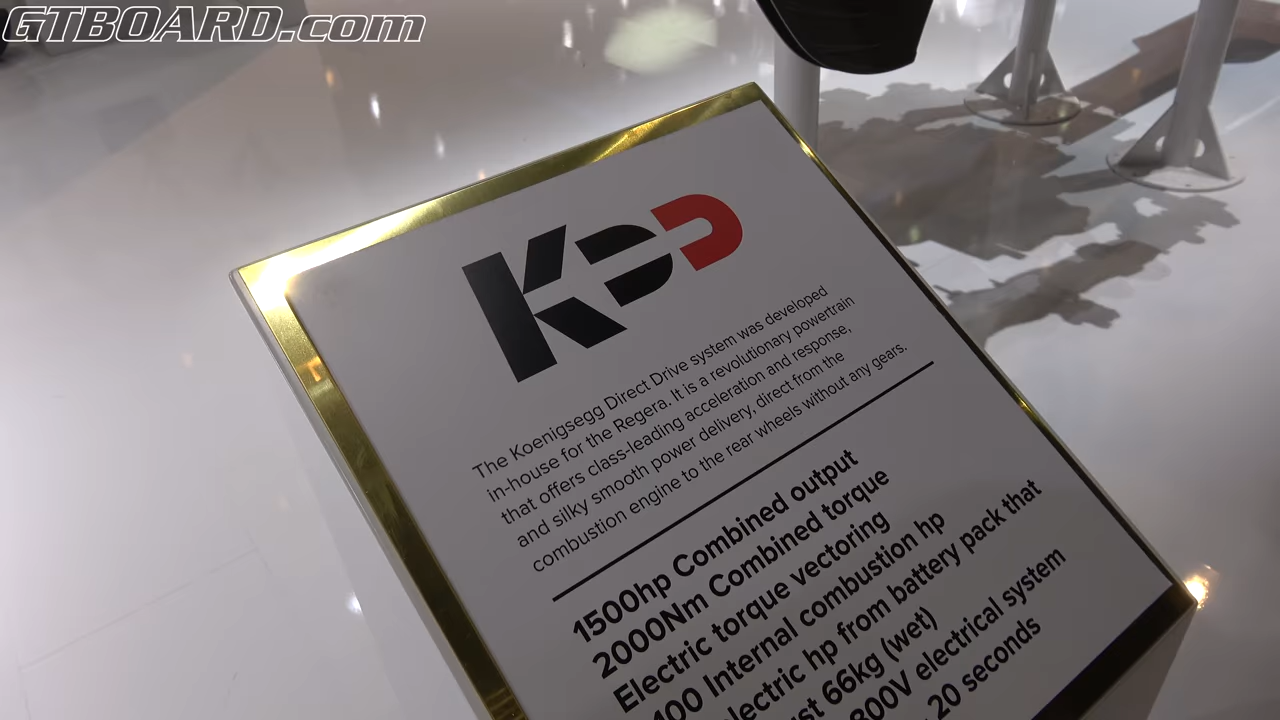 GTBOARD.com
KDD
The Koenigsegg Direct Drive system was developed
in-house for the Regera. It is a revolutionary powertrain
that offers class-leading acceleration and response,
and silky smooth power delivery, direct from the
combustion engine to the rear wheels without any gears.
1500hp Combined output
2000Nm Combined torque
Electric torque vectoring
Internal combustion hp
hp from battery pack that
66kg (wet)
electrical system
20 seconds